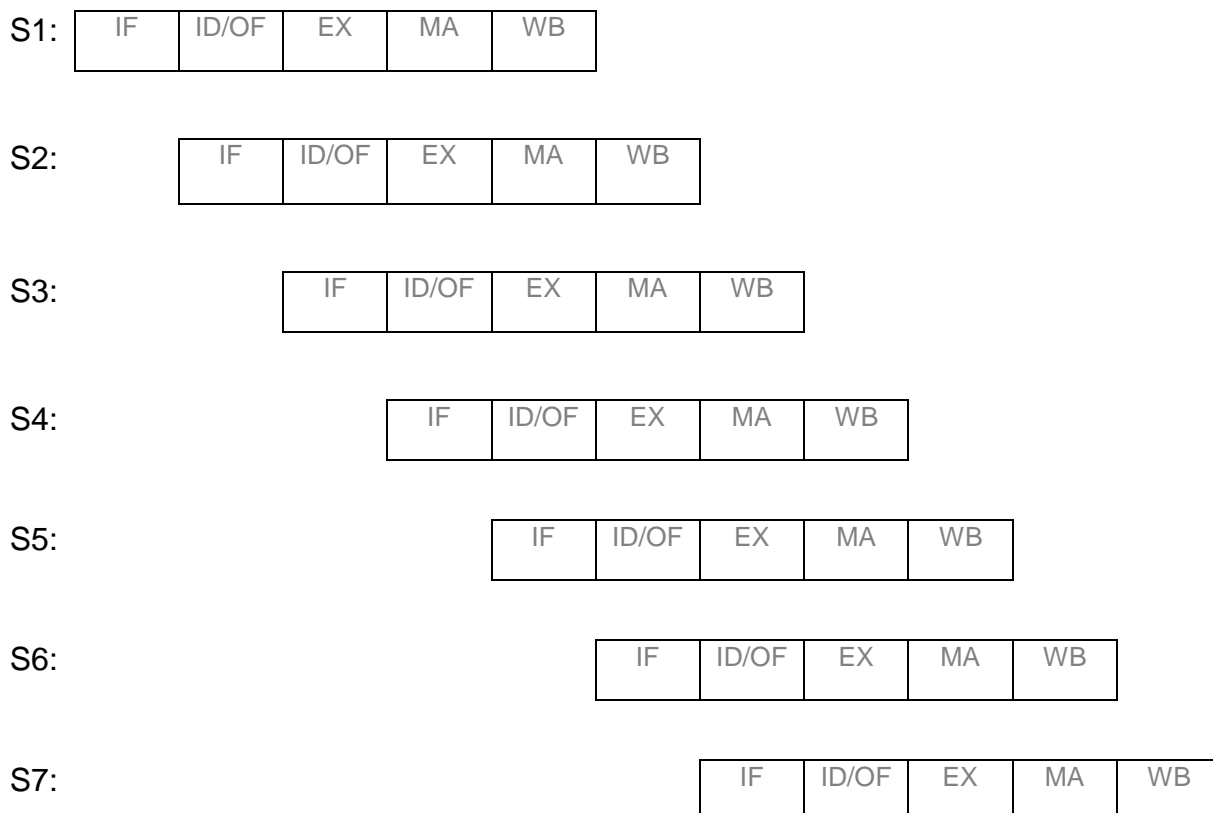 S1: IF ID/OF EX MA WB
S2: IF ID/OF EX MA WB
S3: IF ID/OF EX MA WB
S4: IF ID/OF EX MA WB
S5: IF ID/OF EX MA WB
S6: IF ID/OF EX MA WB
S7: IF ID/OF EX MA WB